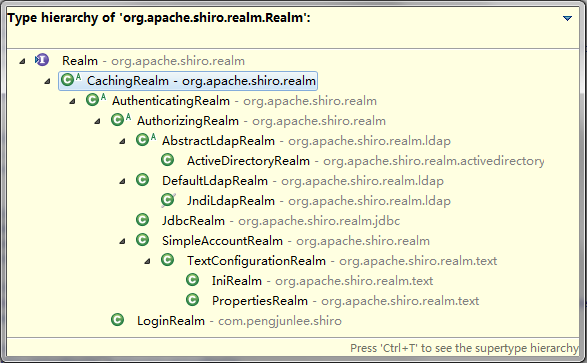 Type hierarchy of 'org.apache.shiro.realm.Realm':
Realm - org.apache.shiro.realm
CachingRealm - org.apache.shiro.realm
AuthenticatingRealm - org.apache.shiro.realm
AuthorizingRealm - org.apache.shiro.realm
AbstractLdapRealm - org.apache.shiro.realm.ldap
ActiveDirectoryRealm - org.apache.shiro.realm.activedirectory
DefaultLdapRealm - org.apache.shiro.realm.ldap
JndiLdapRealm - org.apache.shiro.realm.ldap
JdbcRealm - org.apache.shiro.realm.jdbc
SimpleAccountRealm - org.apache.shiro.realm
TextConfigurationRealm - org.apache.shiro.realm.text
IniRealm - org.apache.shiro.realm.text
PropertiesRealm - org.apache.shiro.realm.text
LoginRealm - com.pengjunlee.shiro
Press 'Ctrl+T' to see the supertype hierarchy